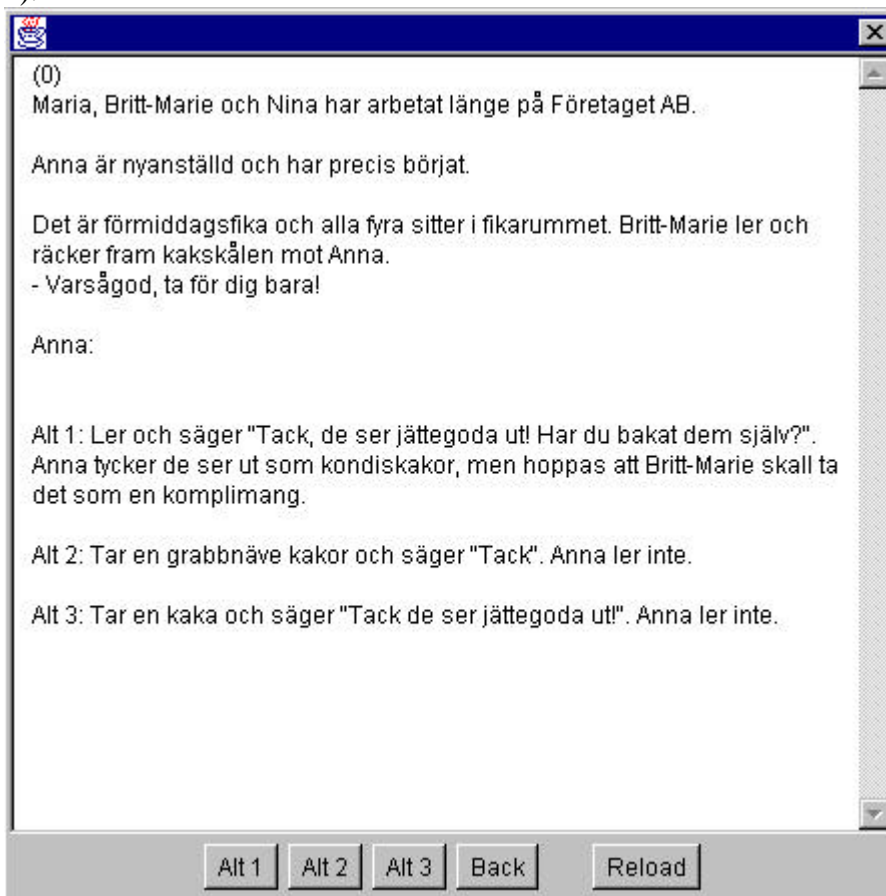 (0)
Maria, Britt-Marie och Nina har arbetat länge på Företaget AB.
Anna är nyanställd och har precis börjat.
Det är förmiddagsfika och alla fyra sitter i fikarummet. Britt-Marie ler och
räcker fram kakskålen mot Anna.
- Varsågod, ta för dig bara!
Anna:
Alt 1: Ler och säger "Tack, de ser jättegoda ut! Har du bakat dem själv?".
Anna tycker de ser ut som kondiskakor, men hoppas att Britt-Marie skall ta
det som en komplimang.
Alt 2: Tar en grabbnäve kakor och säger "Tack". Anna ler inte.
Alt 3: Tar en kaka och säger "Tack de ser jättegoda ut!". Anna ler inte.
Alt 1 Alt 2 Alt 3 Back Reload